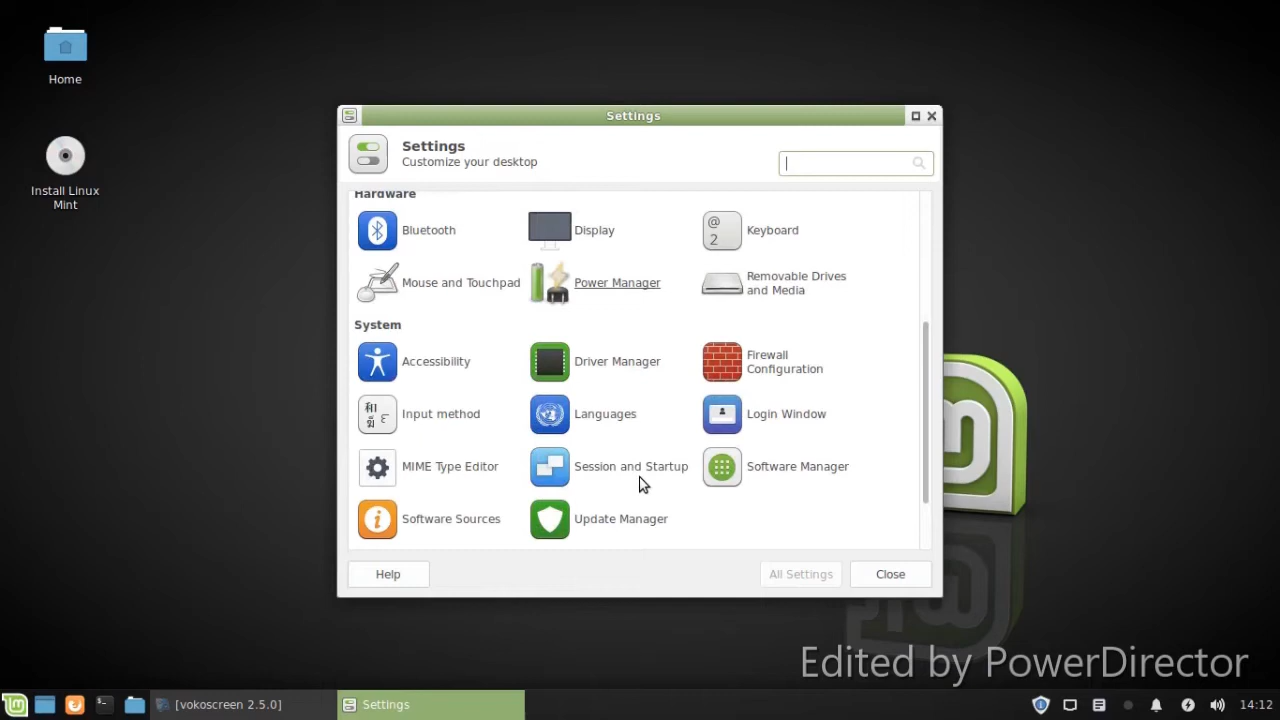 Home
Install Linux
Mint
Settings
Settings
Customize your desktop
Hardware
Bluetooth
Display
@
2
Keyboard
Mouse and Touchpad
Power Manager
Removable Drives
and Media
System
Accessibility
Driver Manager
Firewall
Configuration
Input method
Languages
Login Window
MIME Type Editor
Session and Startup
Software Manager
Software Sources
Update Manager
Help
All Settings
Close
Edited by PowerDirector
[vokoscreen 2.5.0]
Settings
14:12